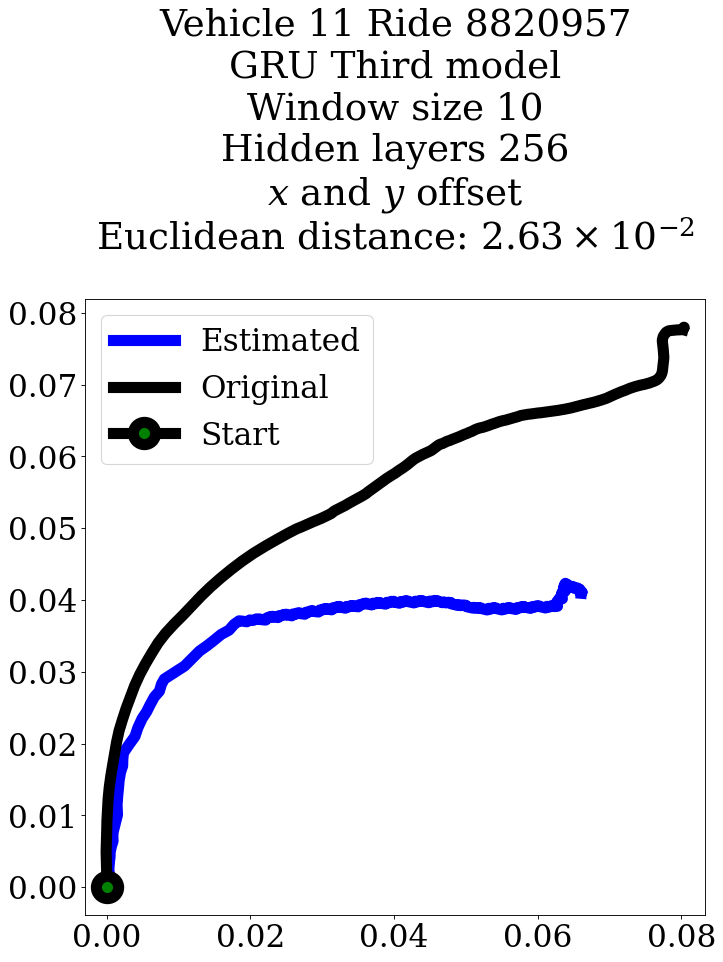 Vehicle 11 Ride 8820957
GRU Third model
Window size 10
Hidden layers 256
x and y offset
Euclidean distance: 2.63 × 10⁻²
Estimated
Original
Start
0.08
0.07
0.06
0.05
0.04
0.03
0.02
0.01
0.00
0.00 0.02 0.04 0.06 0.08